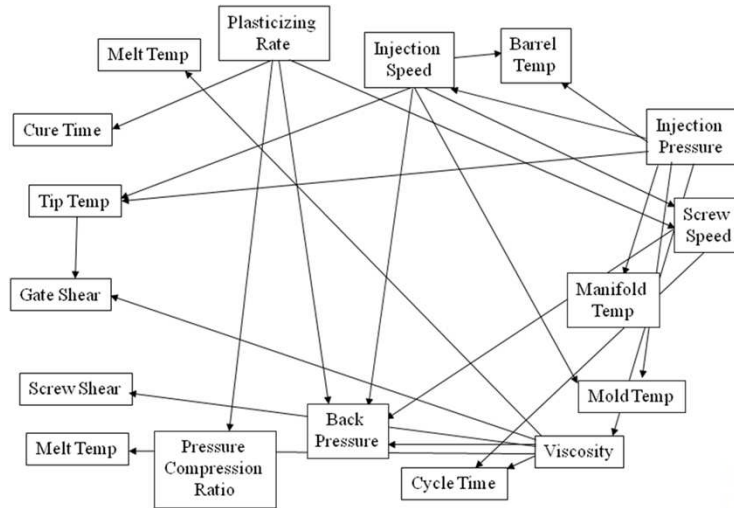 Plasticizing
Rate
Injection
Speed
Barrel
Temp
Melt Temp
Cure Time
Injection
Pressure
Tip Temp
Screw
Speed
Gate Shear
Manifold
Temp
Screw Shear
Mold Temp
Back
Pressure
Melt Temp
Pressure
Compression
Ratio
Viscosity
Cycle Time